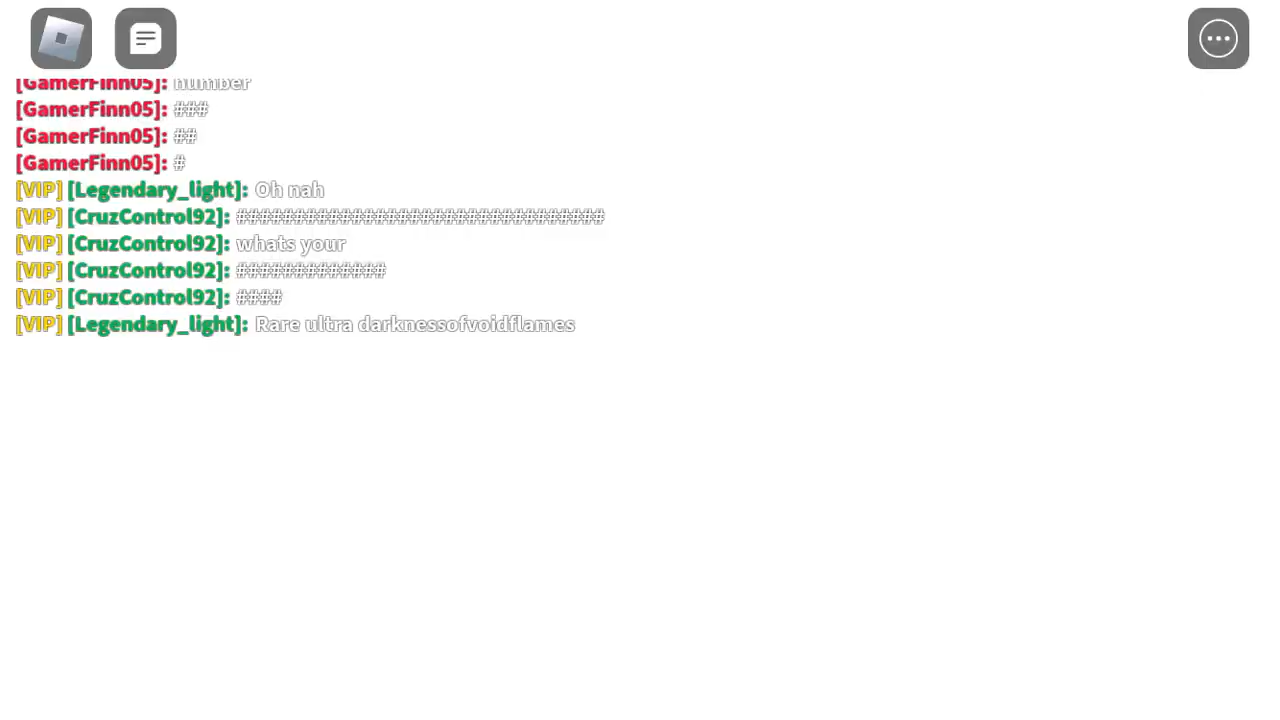 [GamerFinn05]: number
[GamerFinn05]: ###
[GamerFinn05]: ##
[GamerFinn05]: #
[VIP] [Legendary_light]: Oh nah
[VIP] [CruzControl92]: ################################
[VIP] [CruzControl92]: whats your
[VIP] [CruzControl92]: #############
[VIP] [CruzControl92]: ####
[VIP] [Legendary_light]: Rare ultra darknessofvoidflames